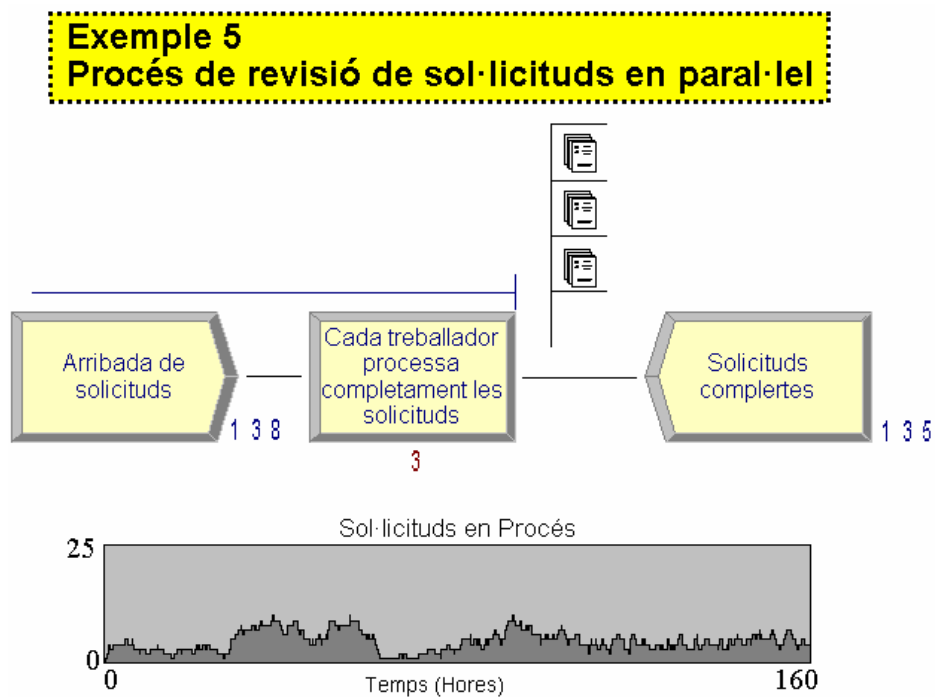 Exemple 5
Procés de revisió de sol·licituds en paral·lel
Arribada de
solicituds
1 3 8
Cada treballador
processa
completament les
solicituds
3
Solicituds
complertes
1 3 5
Sol·licituds en Procés
25
0
0
Temps (Hores)
160